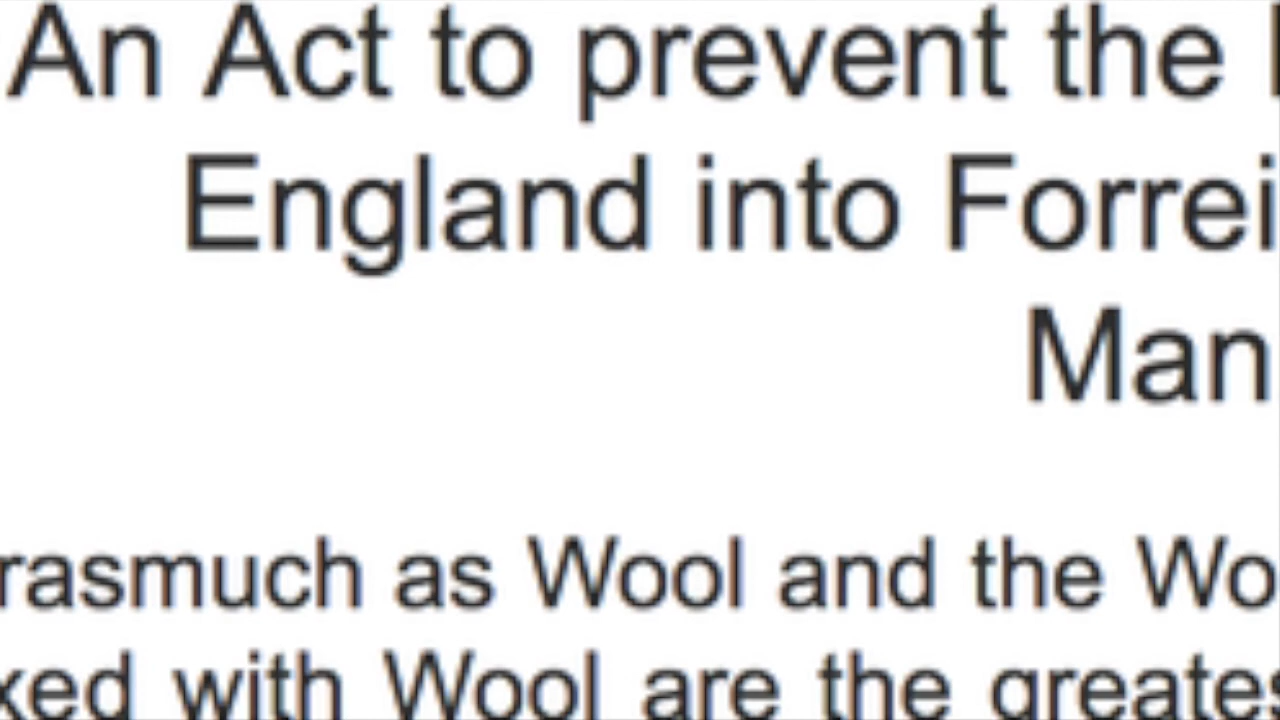 An Act to prevent the
England into Forrei
Man
rasmuch as Wool and the Wo
xed with Wool are the greates